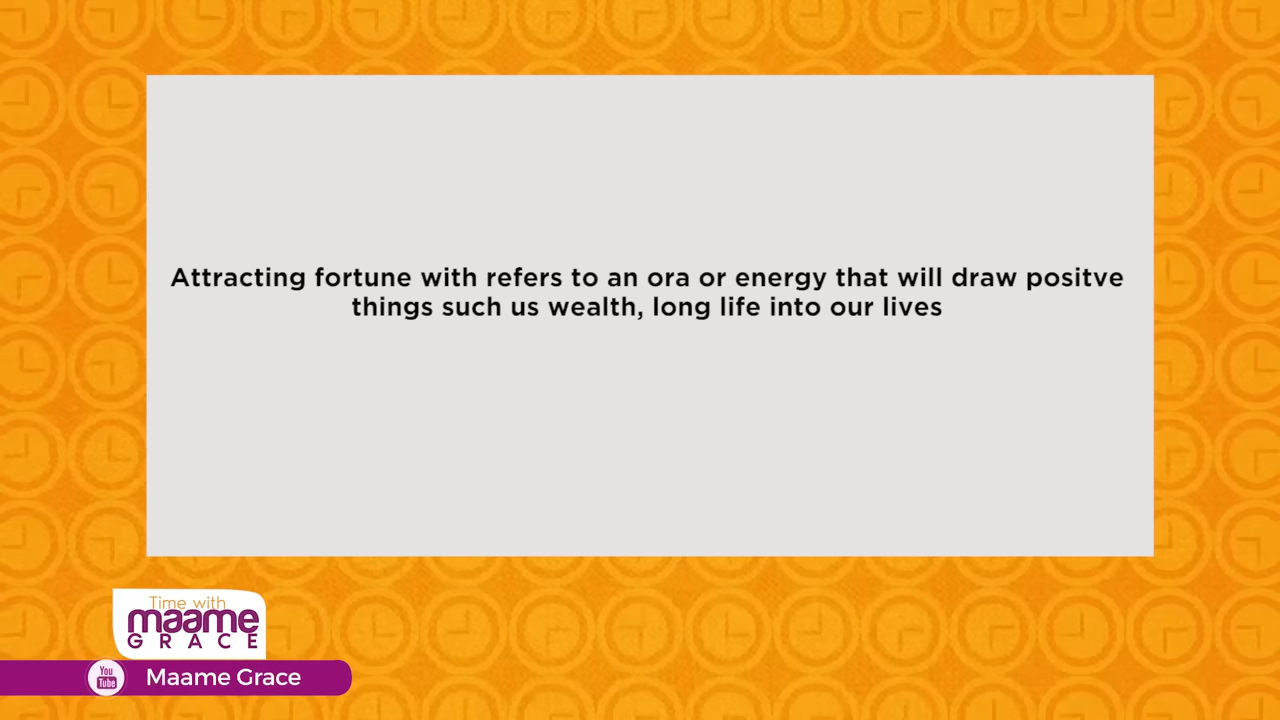 Attracting fortune with refers to an ora or energy that will draw positve
things such us wealth, long life into our lives
Time with
maame
GRACE
You
Tube
Maame Grace